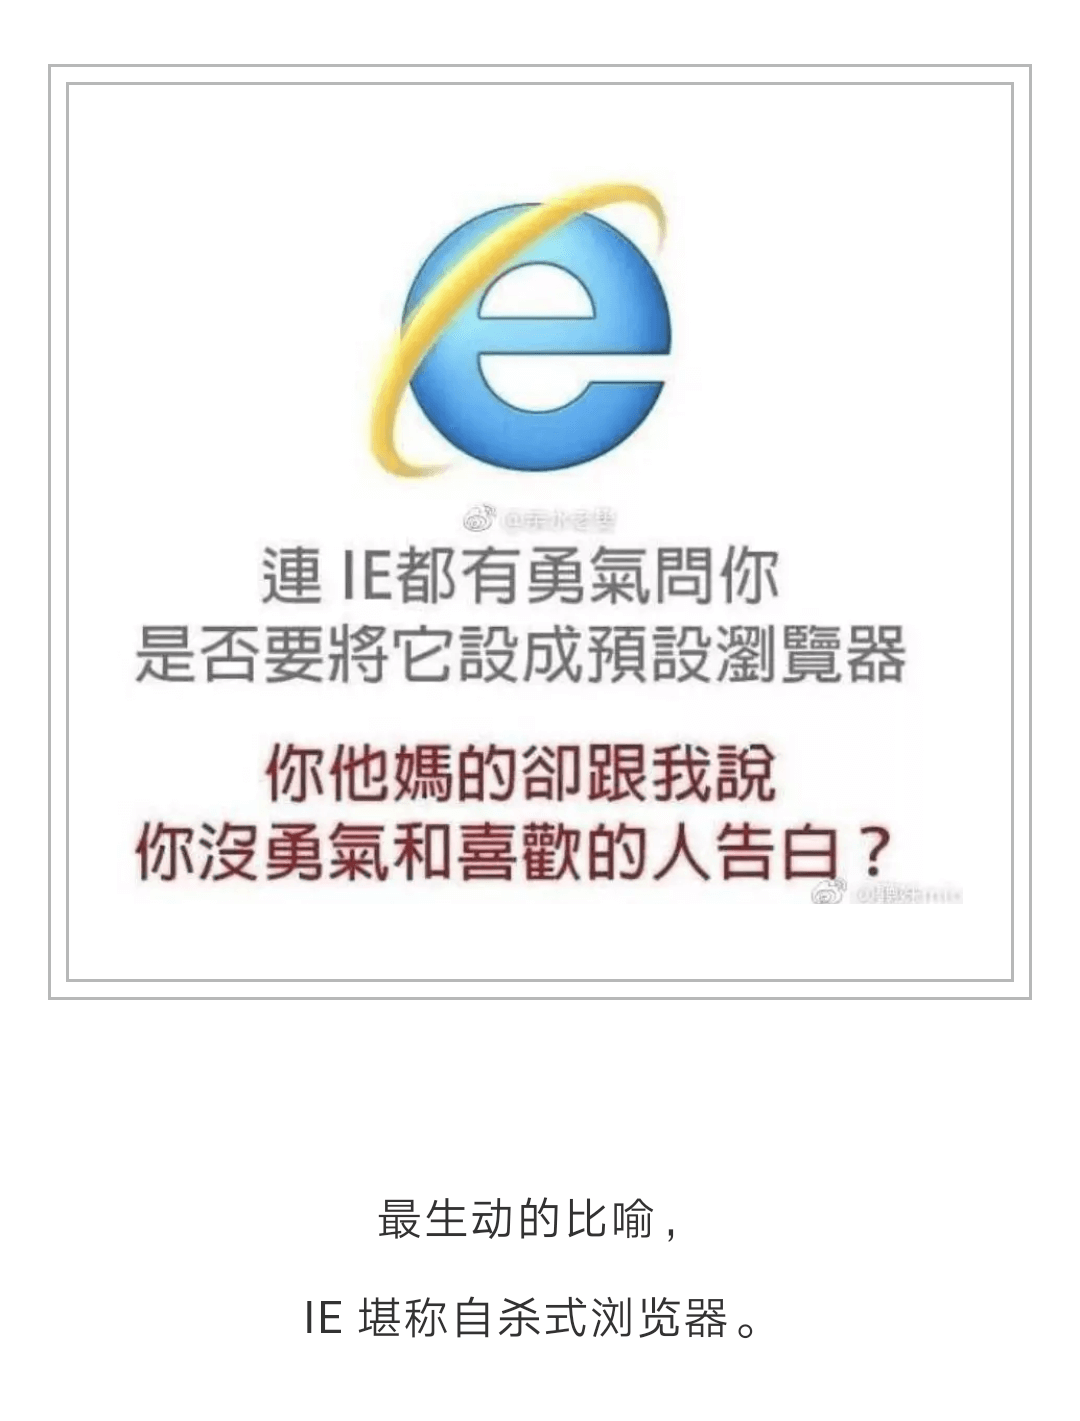 連 IE都有勇氣問你
是否要將它設成預設瀏覽器
你他媽的卻跟我說
你沒勇氣和喜歡的人告白？
最生动的比喻，
IE 堪称自杀式浏览器。